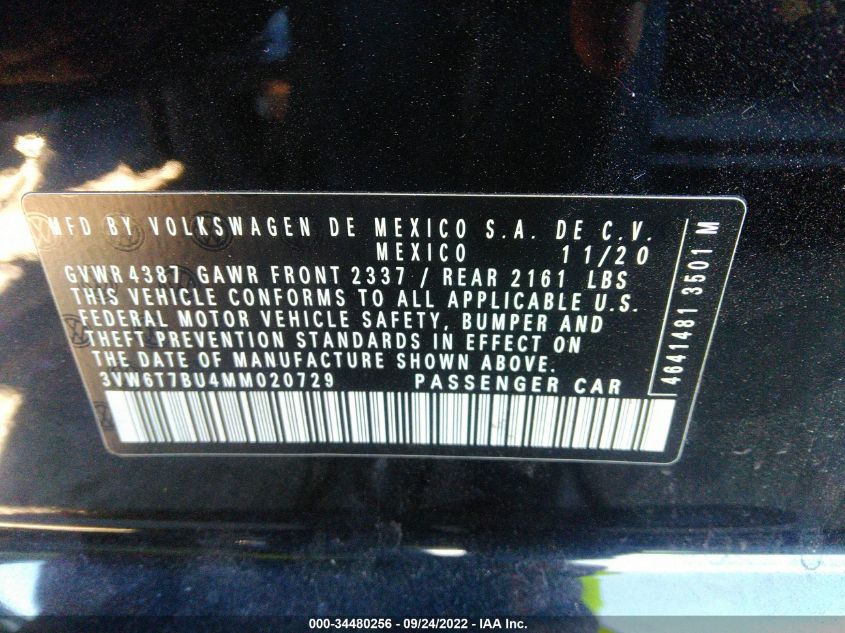 MFD BY VOLKSWAGEN DE MEXICO S.A. DE C.V.
MEXICO 11/20
GVWR 4387 GAWR FRONT 2337 / REAR 2161 LBS
THIS VEHICLE CONFORMS TO ALL APPLICABLE U.S.
FEDERAL MOTOR VEHICLE SAFETY, BUMPER AND
THEFT PREVENTION STANDARDS IN EFFECT ON
THE DATE OF MANUFACTURE SHOWN ABOVE.
3VW6T7BU4MM020729 PASSENGER CAR
4641481 3501 M
000-34480256 - 09/24/2022 - IAA Inc.